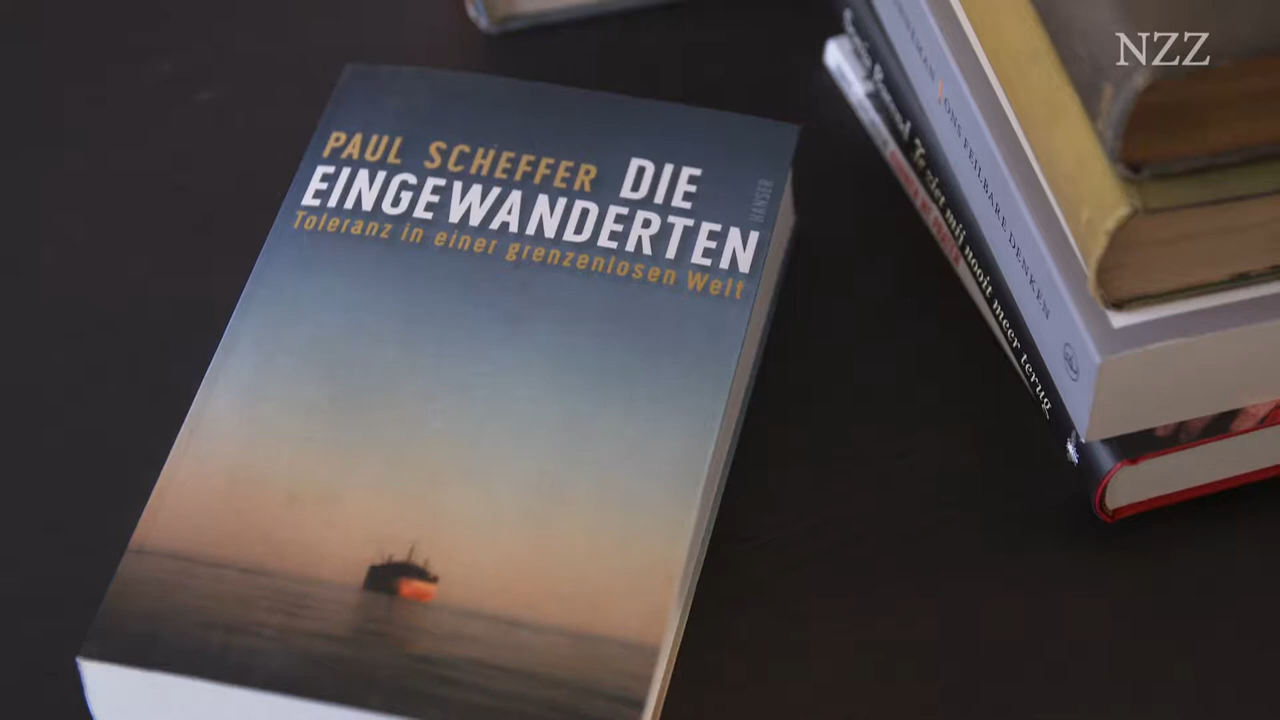 NZZ
PAUL SCHEFFER DIE
EINGEWANDERTEN
Toleranz in einer grenzenlosen Welt
HANSER
ONS FEILBARE DENKEN
Je ziet mij nooit meer terug